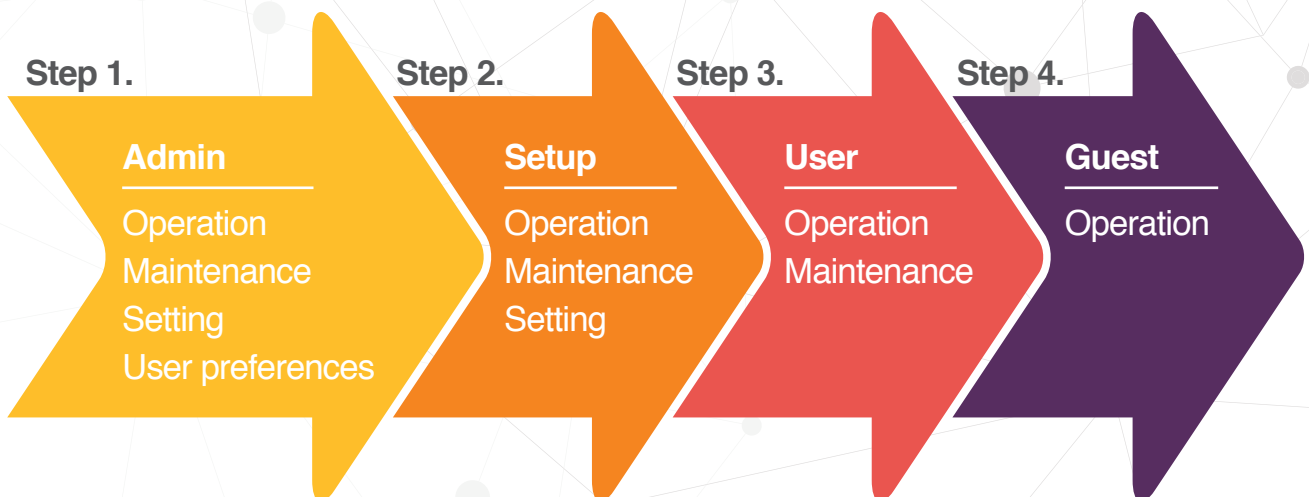 Step 1.
Admin
Operation
Maintenance
Setting
User preferences
Step 2.
Setup
Operation
Maintenance
Setting
Step 3.
User
Operation
Maintenance
Step 4.
Guest
Operation